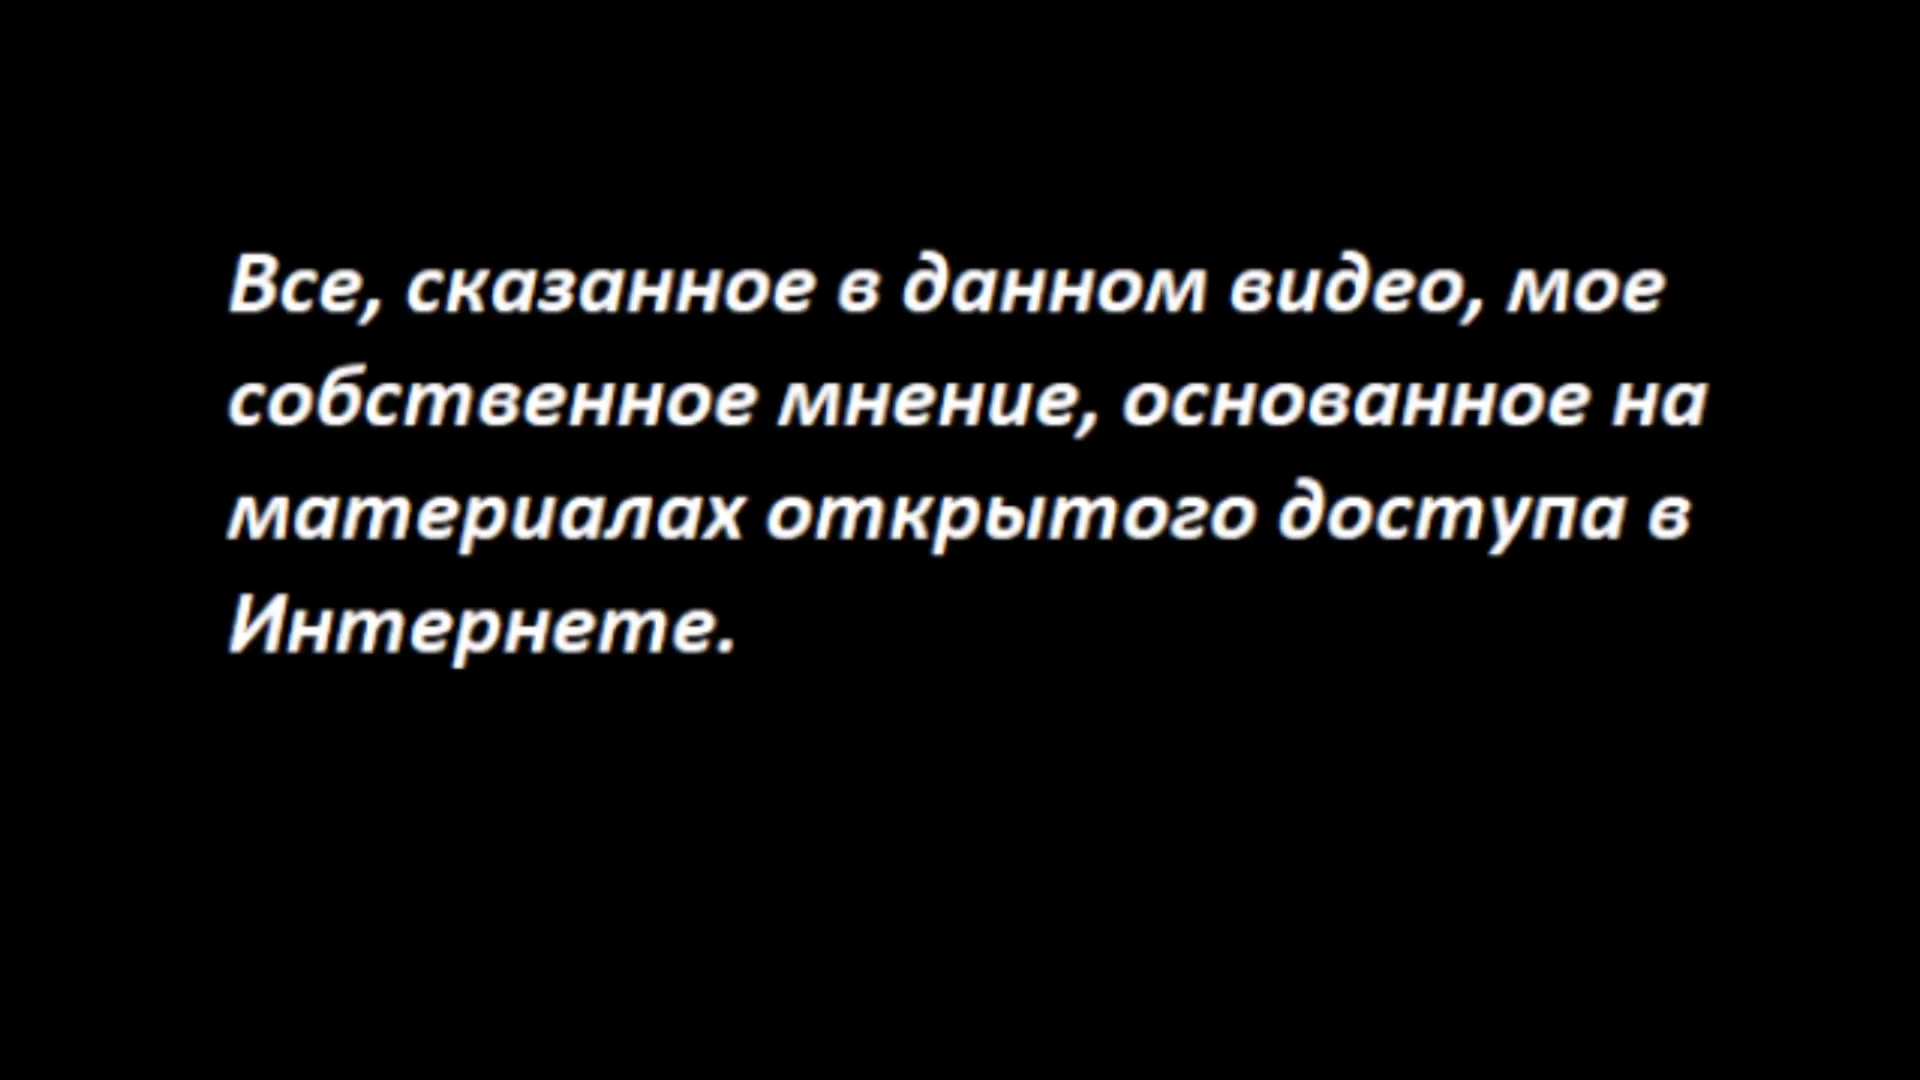 Все, сказанное в данном видео, мое
собственное мнение, основанное на
материалах открытого доступа в
Интернете.